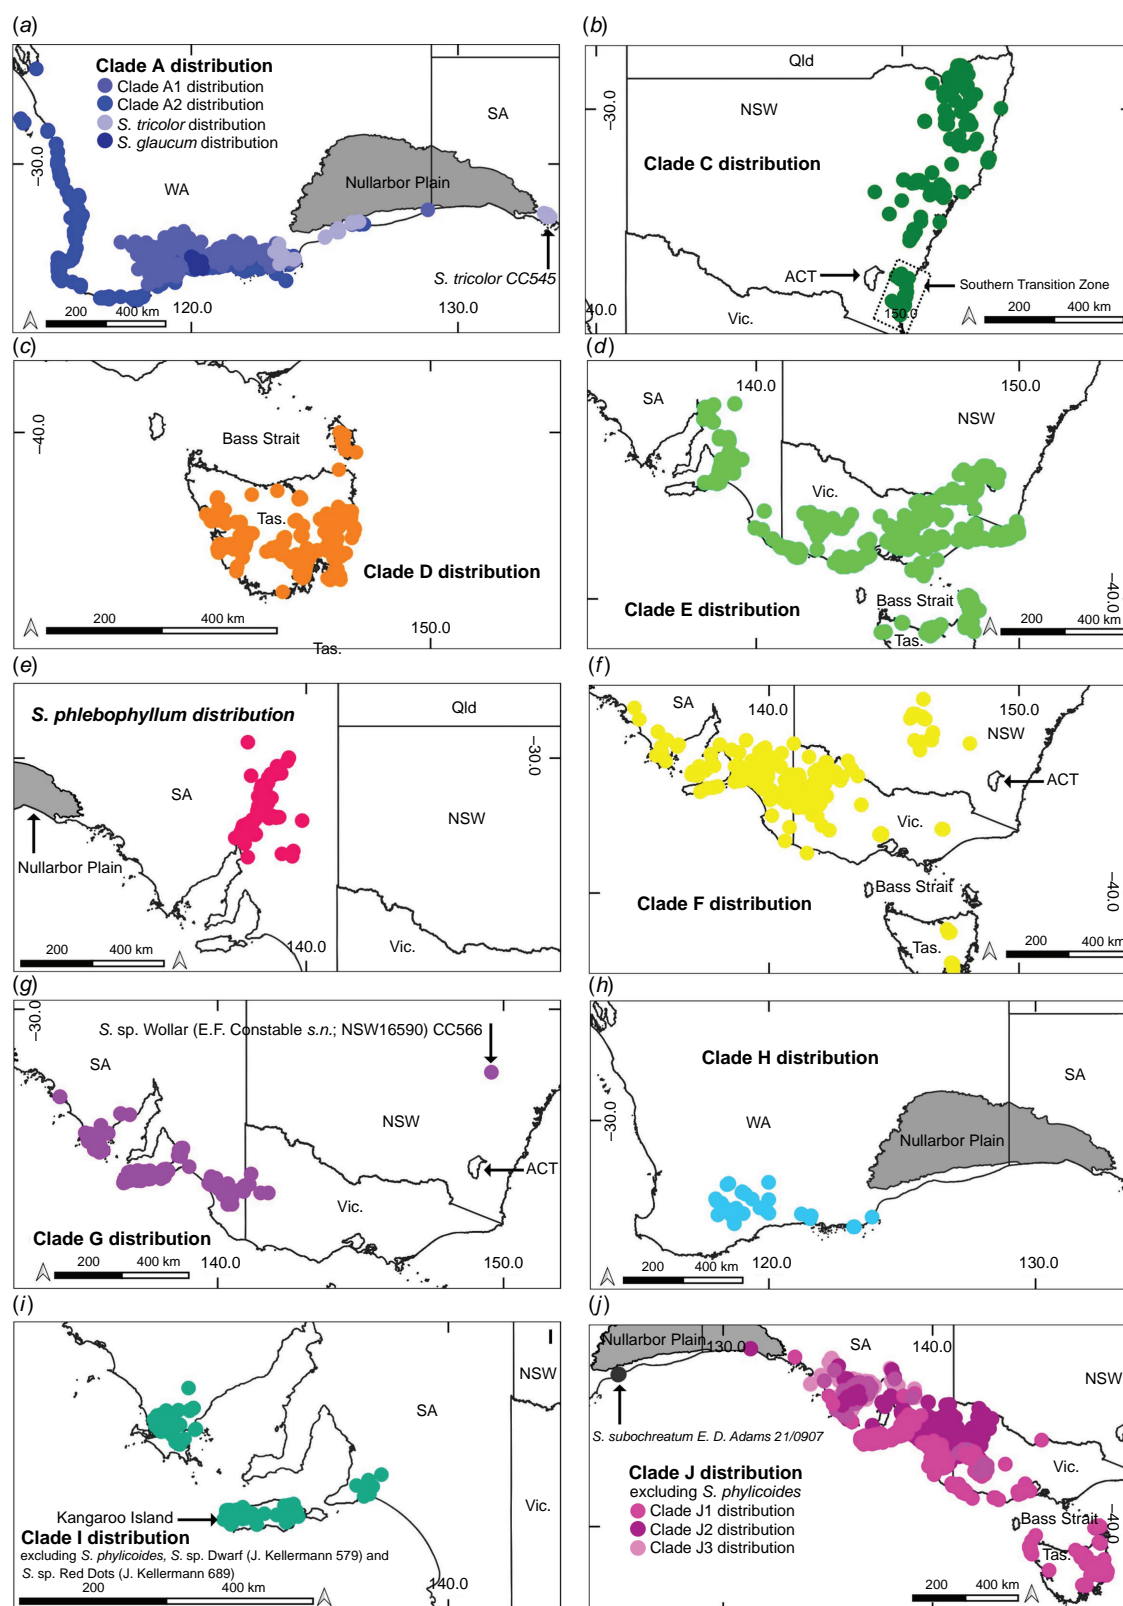 (a)
Clade A distribution
Clade A1 distribution
Clade A2 distribution
S. tricolor distribution
S. glaucum distribution
SA
−30.0
WA
Nullarbor Plain
S. tricolor CC545
120.0
130.0
200 400 km
(b)
Qld
NSW
−30.0
Clade C distribution
ACT
Southern Transition Zone
150.0
−40.0
Vic.
200 400 km
(c)
−40.0
Bass Strait
Tas.
Clade D distribution
200 400 km
150.0
Tas.
(d)
140.0
150.0
SA
NSW
Vic.
Bass Strait
−40.0
Clade E distribution
Tas.
200 400 km
(e)
S. phlebophyllum distribution
Qld
−30.0
SA
NSW
Nullarbor Plain
200 400 km
140.0
Vic.
(f)
SA
140.0
150.0
NSW
ACT
Vic.
Bass Strait
−40.0
Clade F distribution
Tas.
200 400 km
(g)
−30.0
S. sp. Wollar (E.F. Constable s.n.; NSW16590) CC566
SA
NSW
ACT
Vic.
Clade G distribution
200 400 km
140.0
150.0
(h)
Clade H distribution
SA
−30.0
WA
Nullarbor Plain
200 400 km
120.0
130.0
(i)
NSW
SA
Kangaroo Island
Vic.
Clade I distribution
excluding S. phylicoides, S. sp. Dwarf (J. Kellermann 579) and
S. sp Red Dots (J. Kellermann 689)
200 400 km
140.0
(j)
Nullarbor Plain
130.0
SA
140.0
NSW
S. subochreatum E. D. Adams 21/0907
Clade J distribution
excluding S. phylicoides
Clade J1 distribution
Clade J2 distribution
Clade J3 distribution
Vic.
Bass Strait
−40.0
Tas.
200 400 km